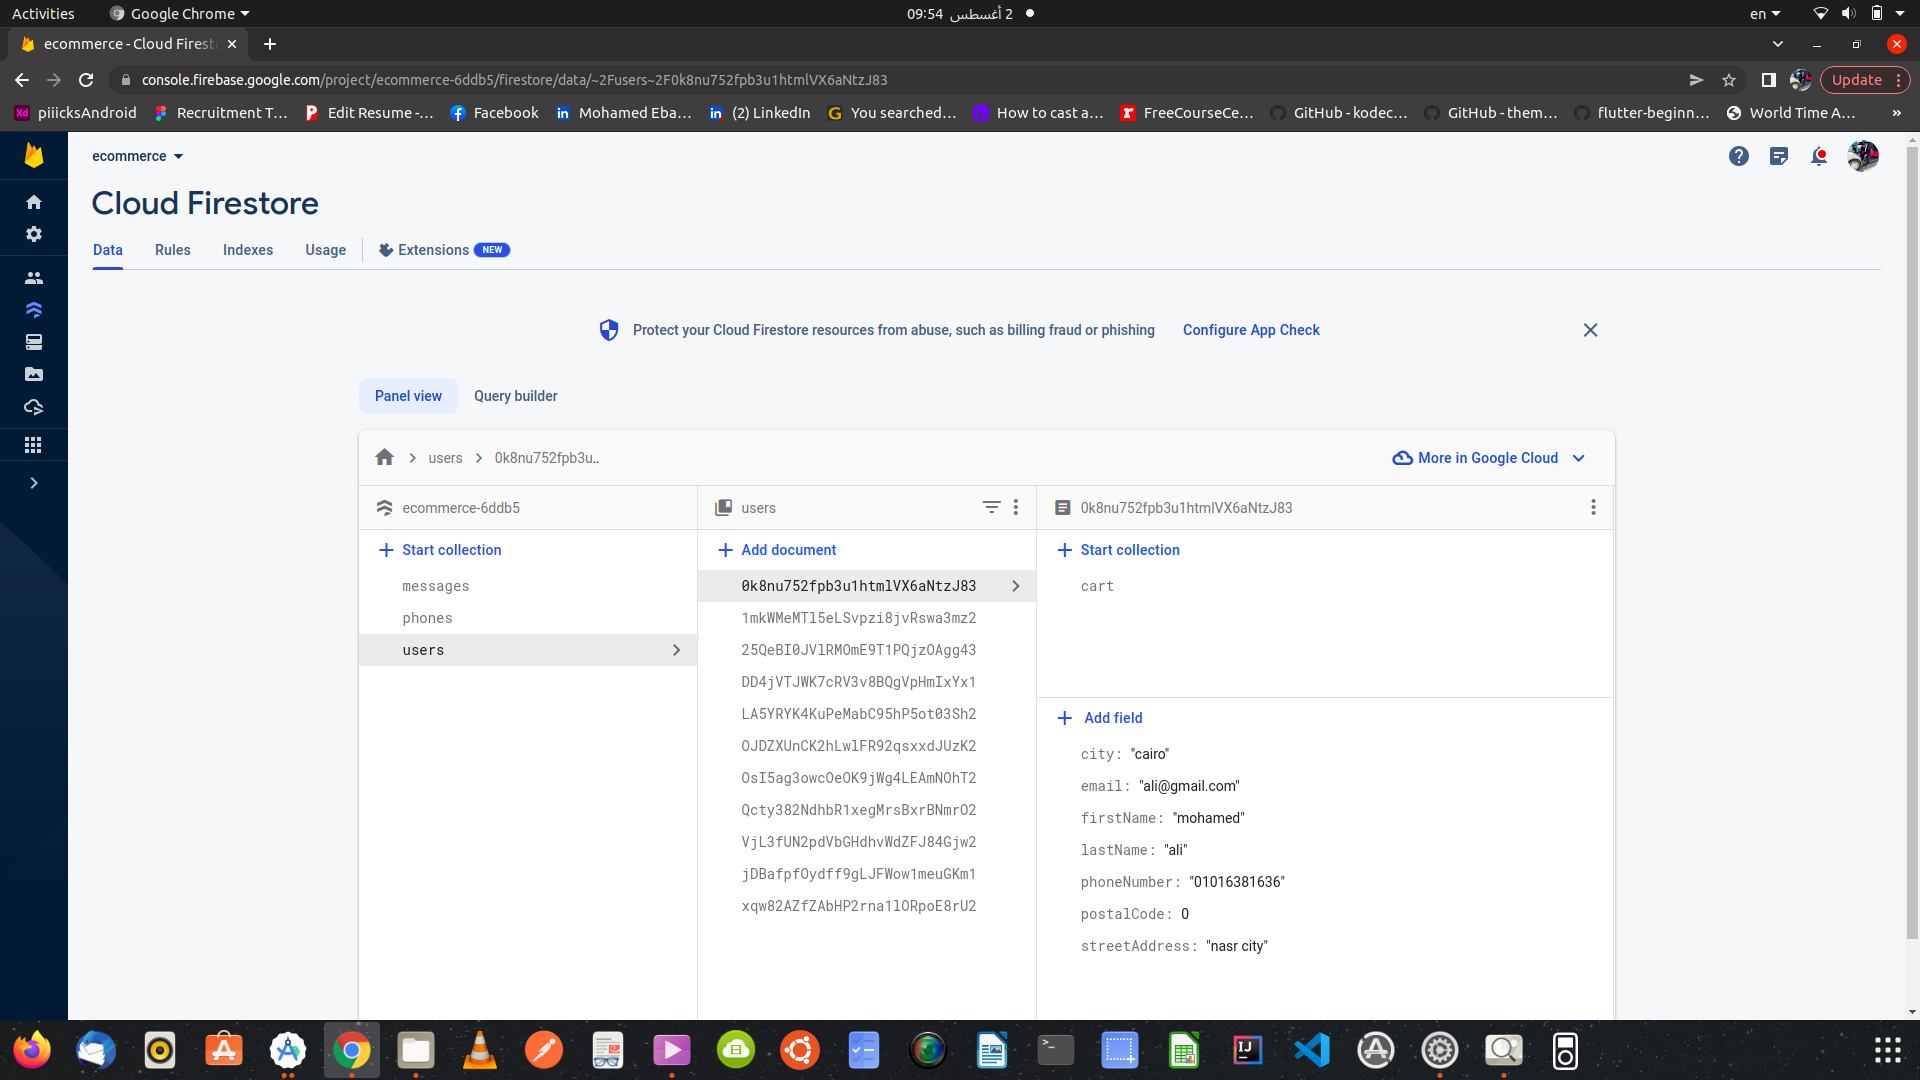 Activities
Google Chrome
2 أغسطس 09:54
en
ecommerce - Cloud Firest
console.firebase.google.com/project/ecommerce-6ddb5/firestore/data/~2Fusers~2F0k8nu752fpb3u1htmlVX6aNtzJ83
Update
Xd piiicksAndroid
Recruitment T...
Edit Resume -...
Facebook
Mohamed Eba...
(2) LinkedIn
You searched...
How to cast a...
FreeCourseCe...
GitHub - kodec...
GitHub - them...
flutter-beginn...
World Time A...
»
ecommerce
Cloud Firestore
Data
Rules
Indexes
Usage
Extensions NEW
Protect your Cloud Firestore resources from abuse, such as billing fraud or phishing
Configure App Check
Panel view
Query builder
users
0k8nu752fpb3u..
More in Google Cloud
ecommerce-6ddb5
users
0k8nu752fpb3u1htmlVX6aNtzJ83
Start collection
Add document
Start collection
messages
phones
users
0k8nu752fpb3u1htmlVX6aNtzJ83
1mkWMeMTl5eLSvpzi8jvRswa3mz2
25QeBI0JVlRMOmE9T1PQjzOAgg43
DD4jVTJWK7cRV3v8BQgVpHmIxYx1
LA5YRYK4KuPeMabC95hP5ot03Sh2
OJDZXUnCK2hLwlFR92qsxxdJUzK2
OsI5ag3owcOeOK9jWg4LEAmNOhT2
Qcty382NdhbR1xegMrsBxrBNmrO2
VjL3fUN2pdVbGHdhvWdZFJ84Gjw2
jDBafpfOydff9gLJFWow1meuGKm1
xqw82AZfZAbHP2rna1lORpoE8rU2
cart
Add field
city: "cairo"
email: "ali@gmail.com"
firstName: "mohamed"
lastName: "ali"
phoneNumber: "01016381636"
postalCode: 0
streetAddress: "nasr city"